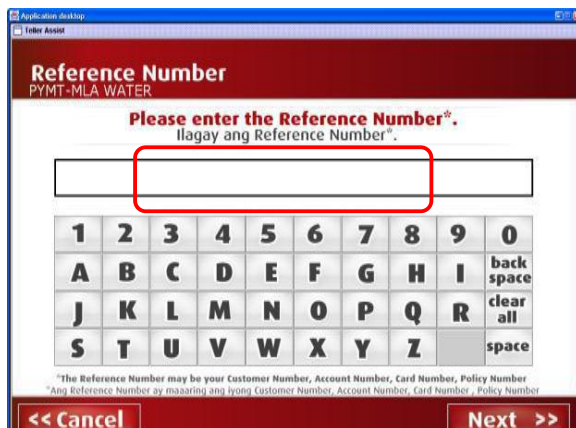 Application desktop
Teller Assist
Reference Number
PYMT-MLA WATER
Please enter the Reference Number*.
Ilagay ang Reference Number*.
1 2 3 4 5 6 7 8 9 0
A B C D E F G H I back space
J K L M N O P Q R clear all
S T U V W X Y Z space
*The Reference Number may be your Customer Number, Account Number, Card Number, Policy Number
*Ang Reference Number ay maaaring ang iyong Customer Number, Account Number, Card Number , Policy Number
<< Cancel Next >>